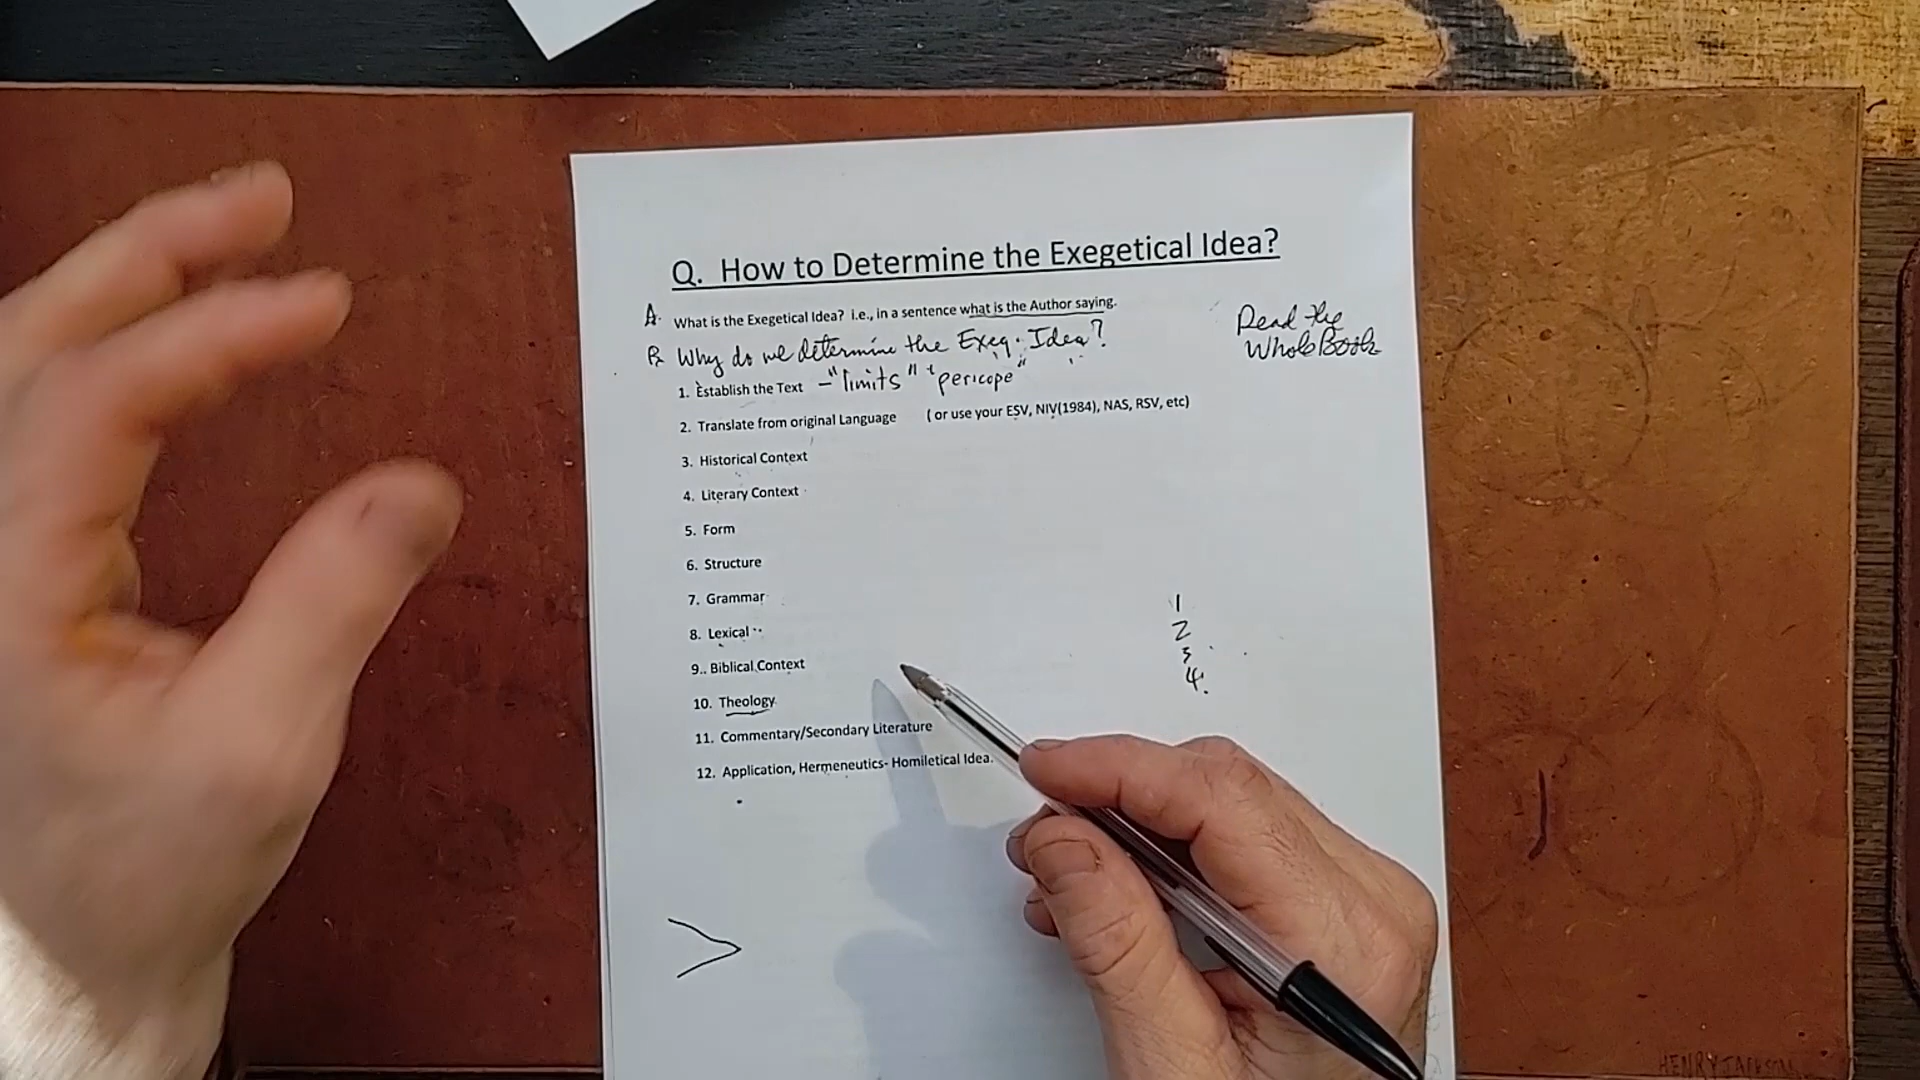 Q. How to Determine the Exegetical Idea?
A. What is the Exegetical Idea? i.e., in a sentence what is the Author saying.
B. Why do we determine the Exeg. Idea?
Read the
Whole Book
1. Establish the Text - "limits" + "pericope"
2. Translate from original Language ( or use your ESV, NIV(1984), NAS, RSV, etc)
3. Historical Context
4. Literary Context
5. Form
6. Structure
7. Grammar
8. Lexical
9.. Biblical Context
10. Theology
11. Commentary/Secondary Literature
12. Application, Hermeneutics- Homiletical Idea.
1
2
3
4.
HENRY JACKSON